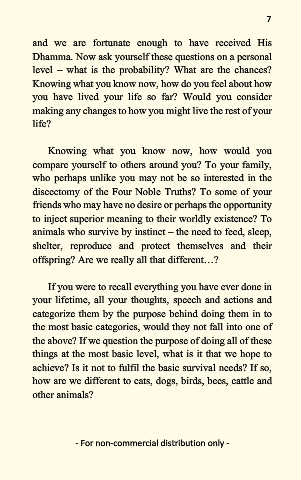 7
and we are fortunate enough to have received His
Dhamma. Now ask yourself these questions on a personal
level – what is the probability? What are the chances?
Knowing what you know now, how do you feel about how
you have lived your life so far? Would you consider
making any changes to how you might live the rest of your
life?
Knowing what you know now, how would you
compare yourself to others around you? To your family,
who perhaps unlike you may not be so interested in the
discectomy of the Four Noble Truths? To some of your
friends who may have no desire or perhaps the opportunity
to inject superior meaning to their worldly existence? To
animals who survive by instinct – the need to feed, sleep,
shelter, reproduce and protect themselves and their
offspring? Are we really all that different…?
If you were to recall everything you have ever done in
your lifetime, all your thoughts, speech and actions and
categorize them by the purpose behind doing them in to
the most basic categories, would they not fall into one of
the above? If we question the purpose of doing all of these
things at the most basic level, what is it that we hope to
achieve? Is it not to fulfil the basic survival needs? If so,
how are we different to cats, dogs, birds, bees, cattle and
other animals?
- For non-commercial distribution only -